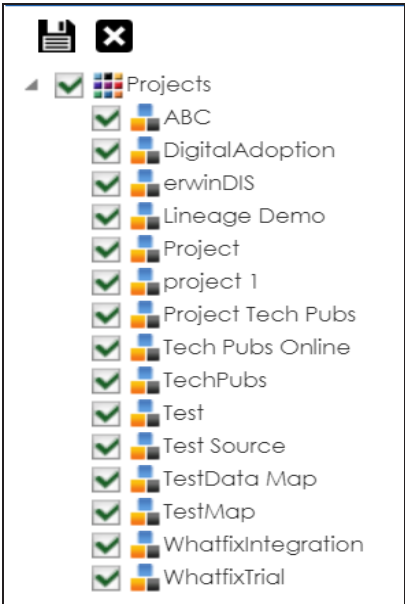 Projects
ABC
DigitalAdoption
erwinDIS
Lineage Demo
Project
project 1
Project Tech Pubs
Tech Pubs Online
TechPubs
Test
Test Source
TestData Map
TestMap
WhatfixIntegration
WhatfixTrial